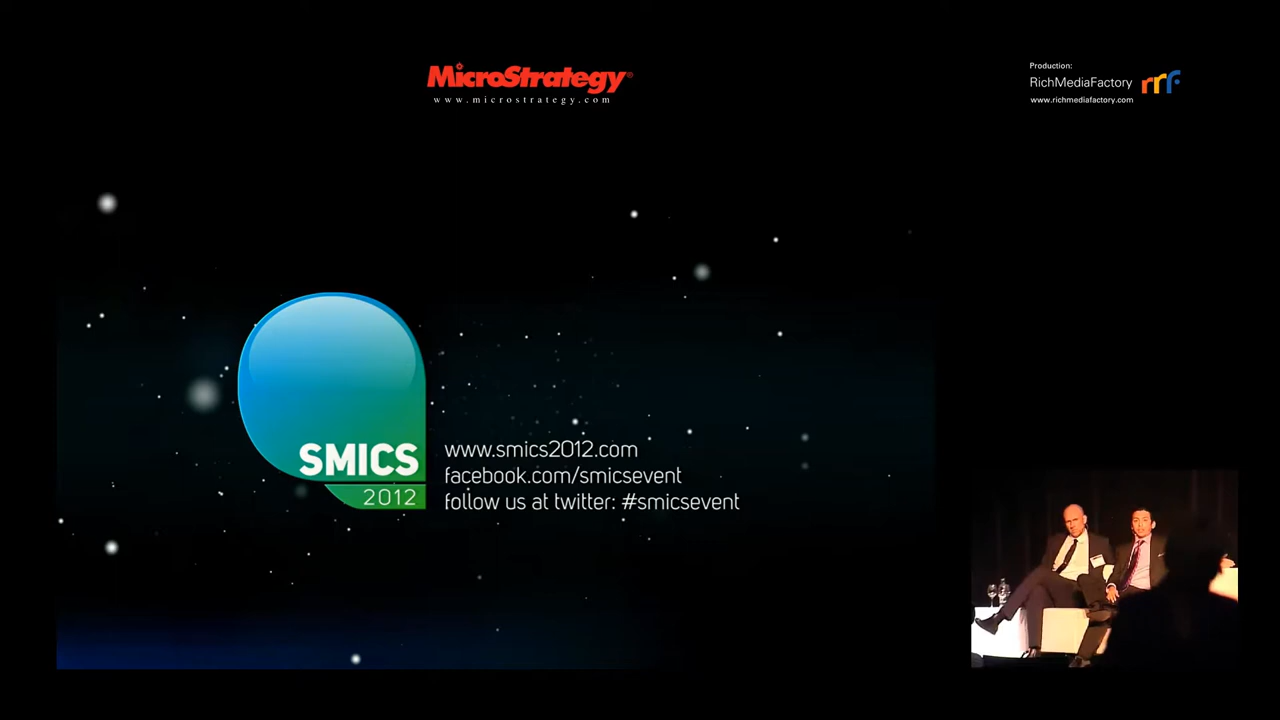 MicroStrategy®
www.microstrategy.com
Production:
RichMediaFactory
rrf
www.richmediafactory.com
SMICS
2012
www.smics2012.com
facebook.com/smicsevent
follow us at twitter: #smicsevent